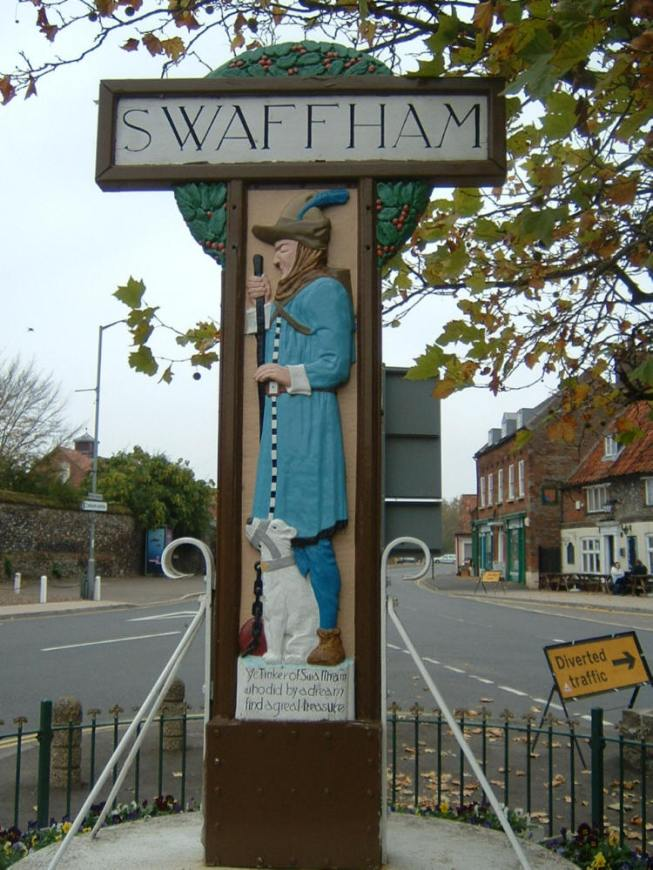 SWAFFHAM
Ye Tinker of Swaffham
who did by a dream
find a great treasure
Diverted
traffic